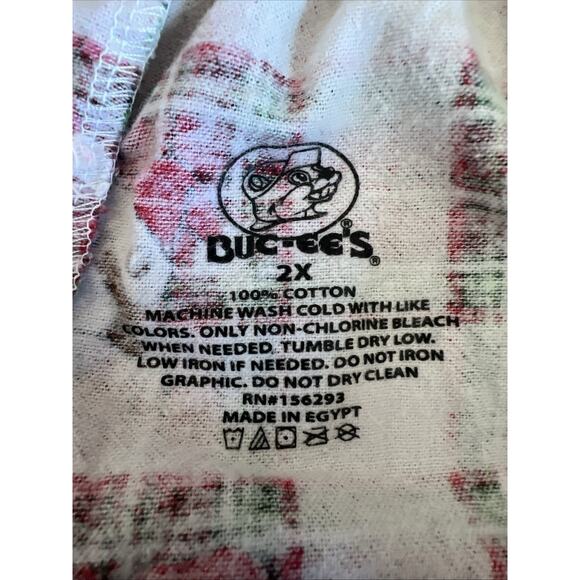 BUC-EE'S®
®
2X
100% COTTON
MACHINE WASH COLD WITH LIKE
COLORS. ONLY NON-CHLORINE BLEACH
WHEN NEEDED. TUMBLE DRY LOW.
LOW IRON IF NEEDED. DO NOT IRON
GRAPHIC. DO NOT DRY CLEAN
RN#156293
MADE IN EGYPT